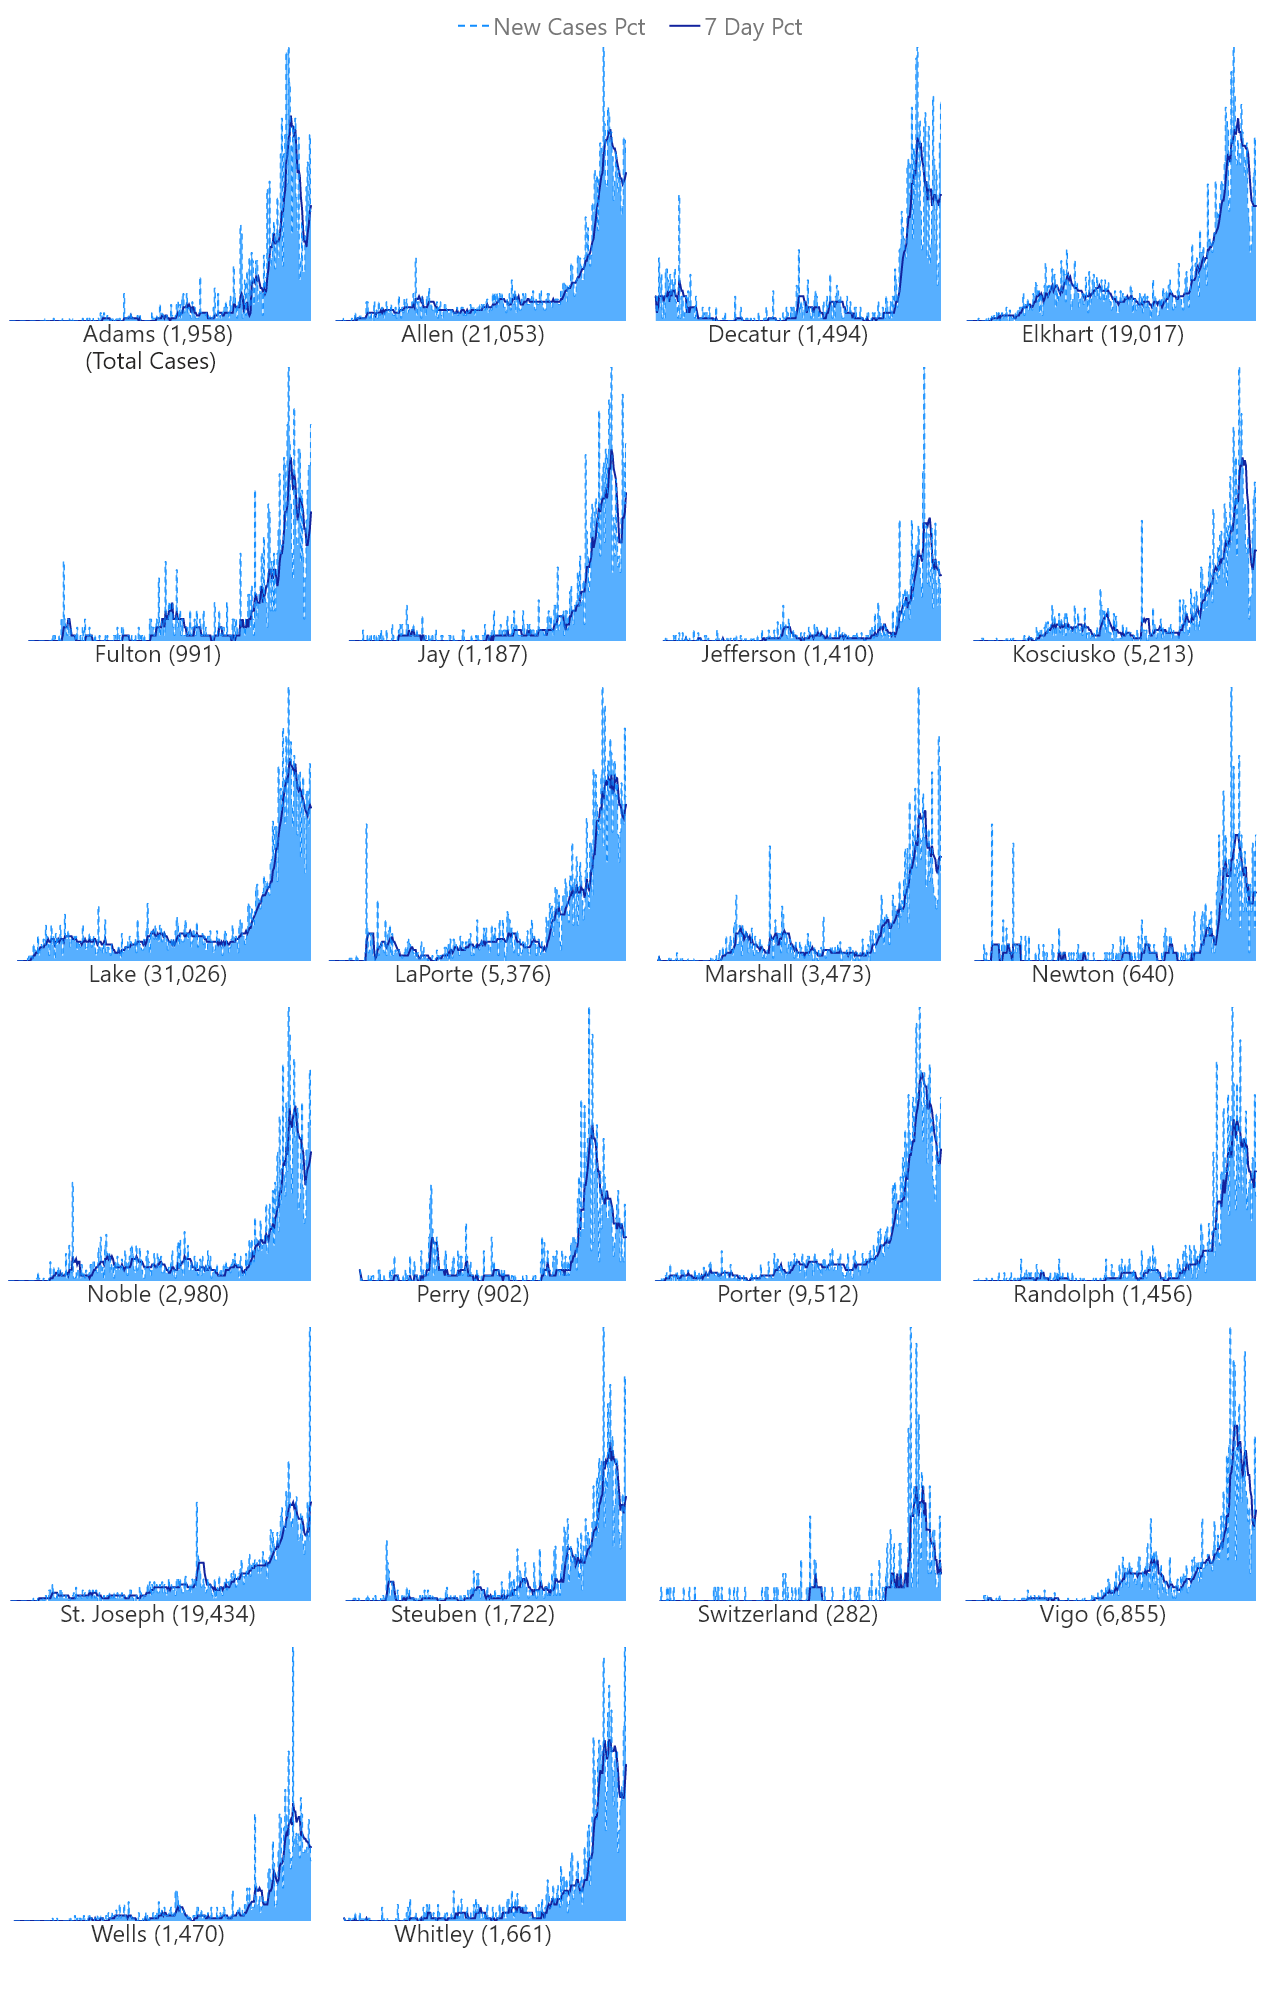 New Cases Pct 7 Day Pct
Adams (1,958)
(Total Cases)
Allen (21,053)
Decatur (1,494)
Elkhart (19,017)
Fulton (991)
Jay (1,187)
Jefferson (1,410)
Kosciusko (5,213)
Lake (31,026)
LaPorte (5,376)
Marshall (3,473)
Newton (640)
Noble (2,980)
Perry (902)
Porter (9,512)
Randolph (1,456)
St. Joseph (19,434)
Steuben (1,722)
Switzerland (282)
Vigo (6,855)
Wells (1,470)
Whitley (1,661)